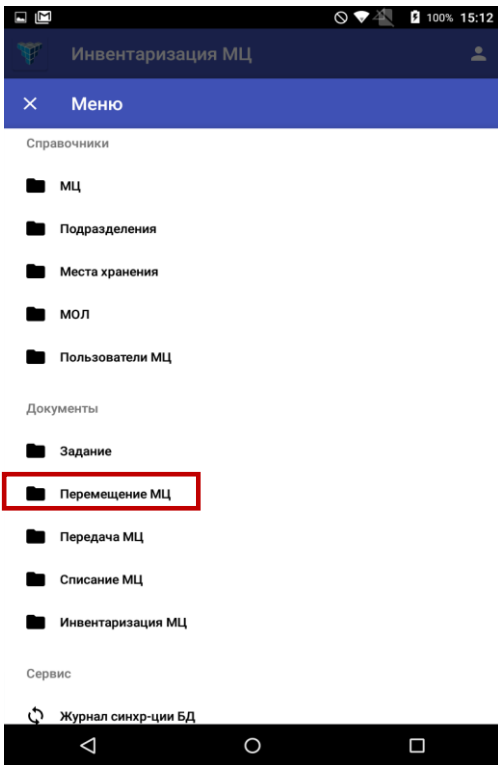 100% 15:12
Инвентаризация МЦ
Меню
Справочники
МЦ
Подразделения
Места хранения
МОЛ
Пользователи МЦ
Документы
Задание
Перемещение МЦ
Передача МЦ
Списание МЦ
Инвентаризация МЦ
Сервис
Журнал синхр-ции БД